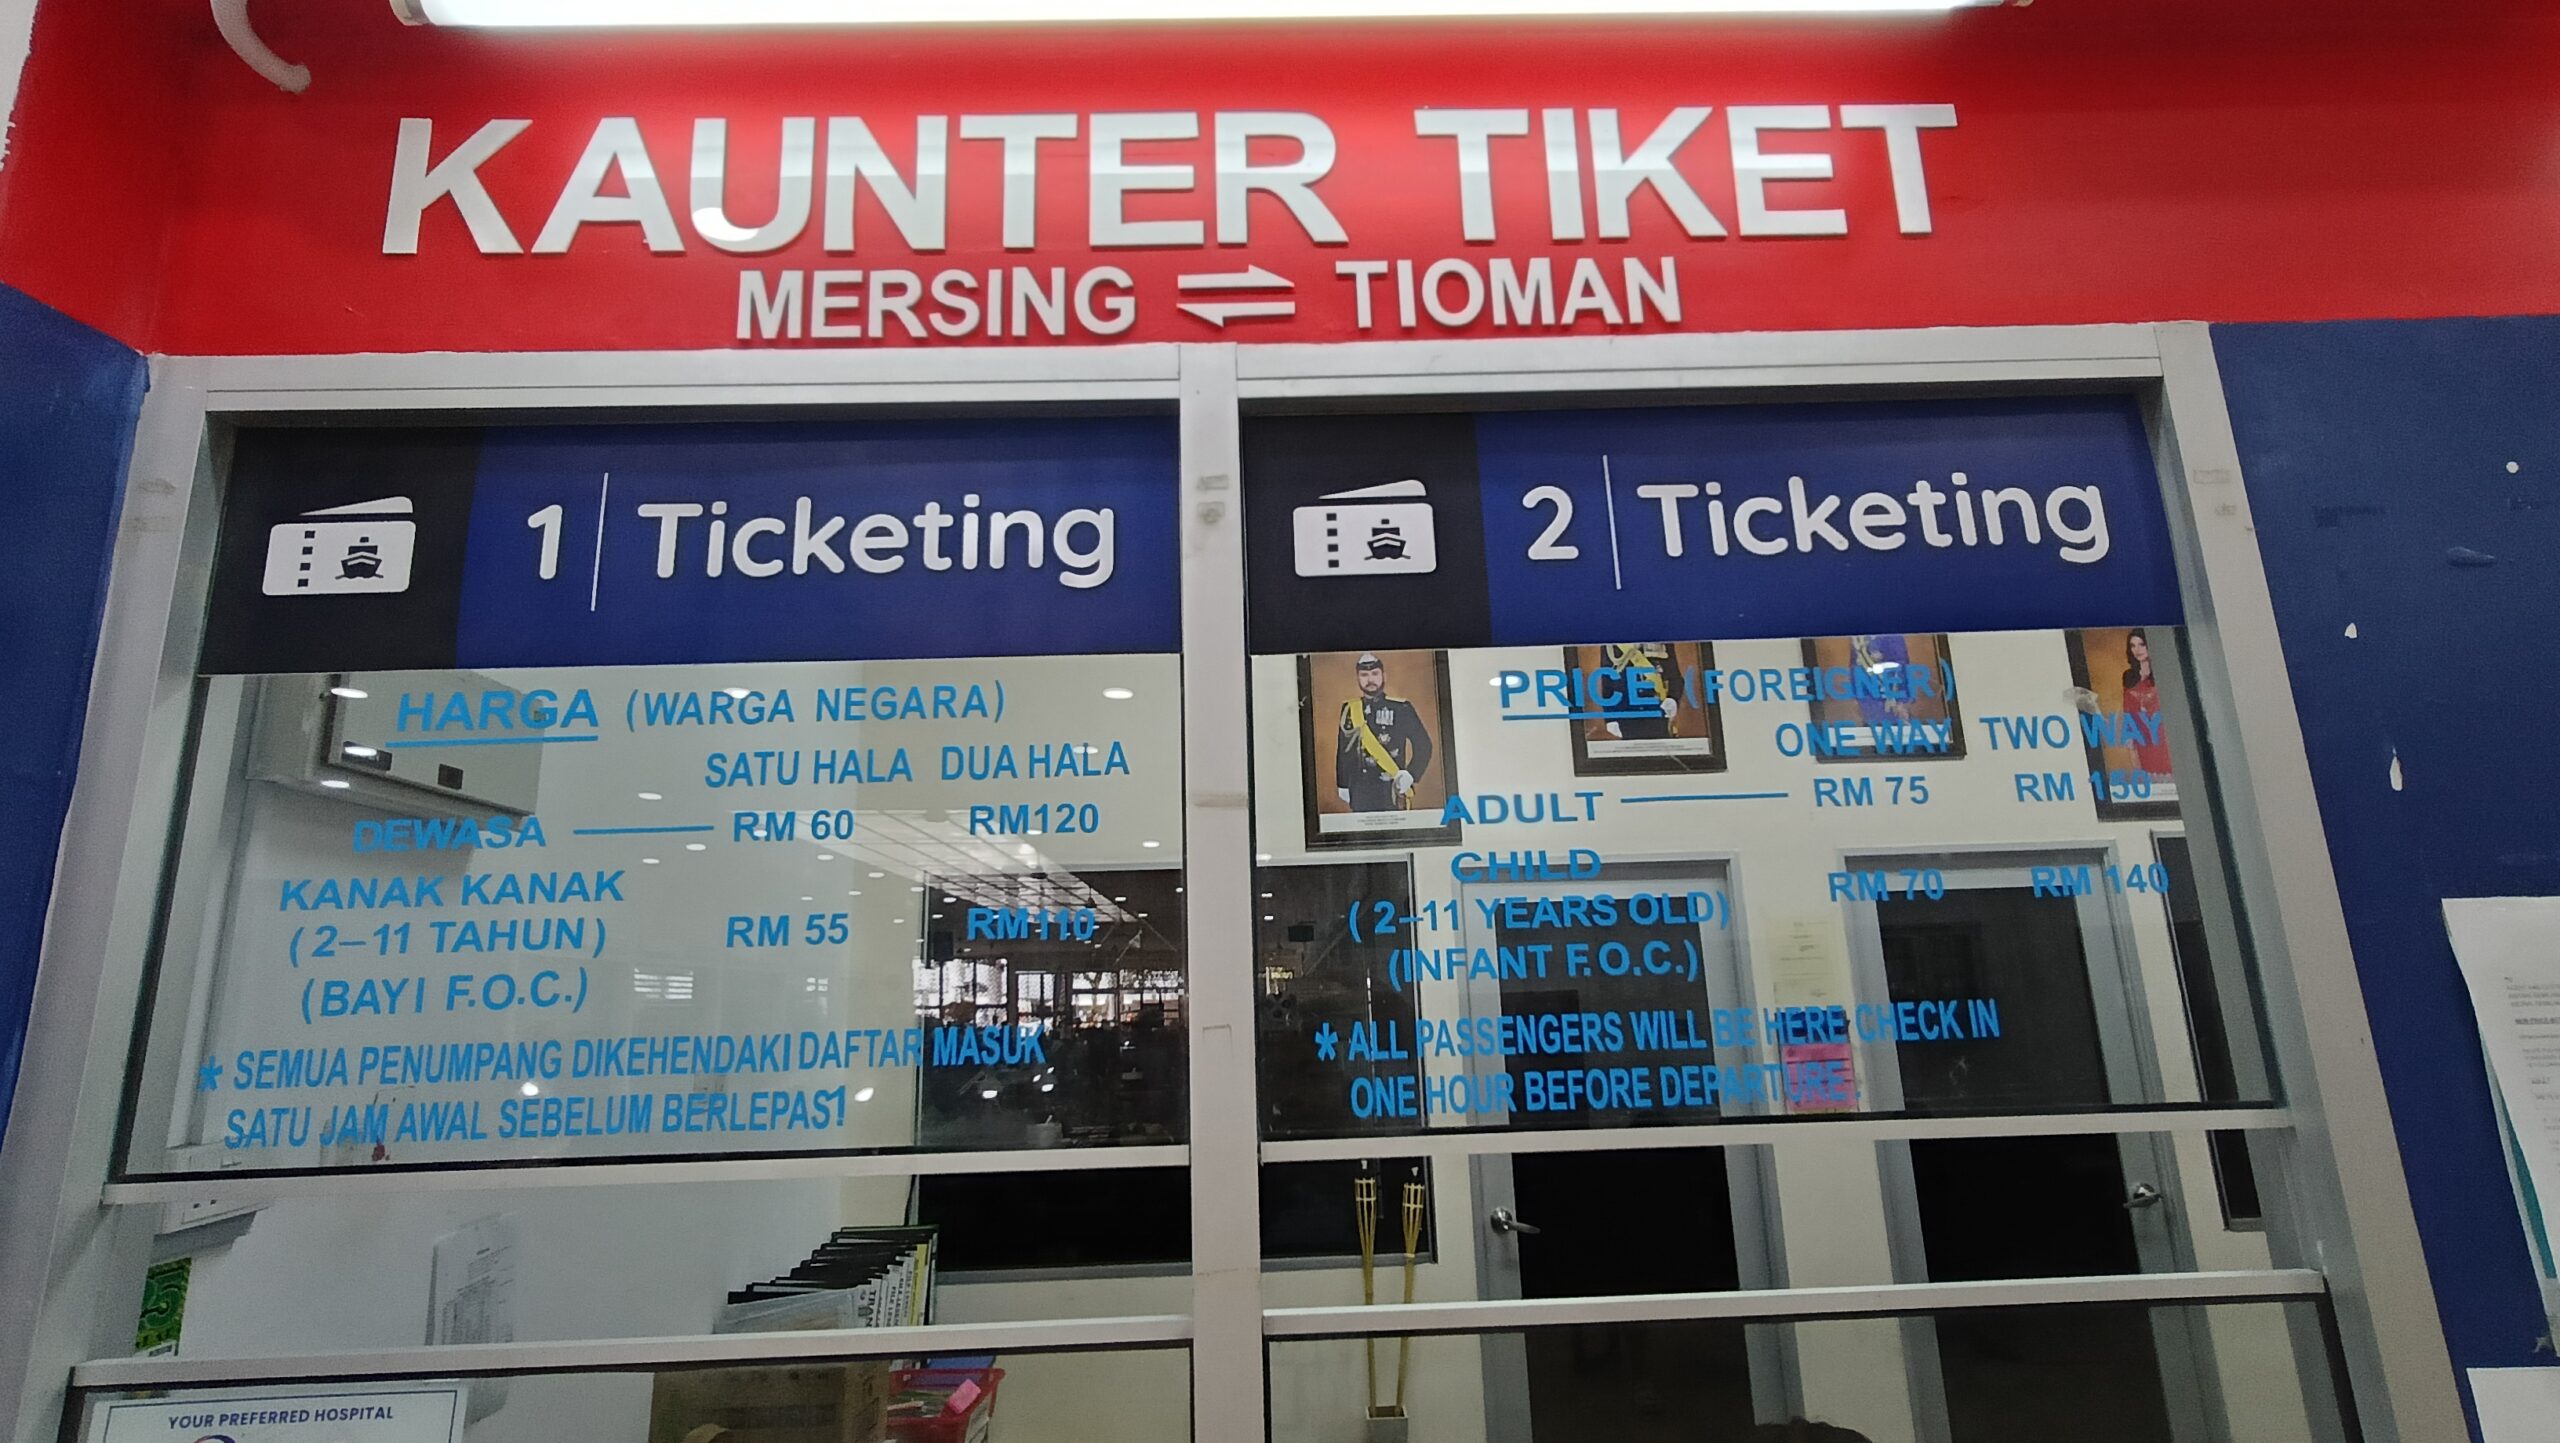 KAUNTER TIKET
MERSING ⇌ TIOMAN
1 | Ticketing
HARGA (WARGA NEGARA)
SATU HALA DUA HALA
DEWASA RM 60 RM120
KANAK KANAK
(2-11 TAHUN) RM 55 RM110
(BAYI F.O.C.)
* SEMUA PENUMPANG DIKEHENDAKI DAFTAR MASUK
SATU JAM AWAL SEBELUM BERLEPAS!
2 | Ticketing
PRICE (FOREIGNER)
ONE WAY TWO WAY
ADULT RM 75 RM 150
CHILD RM 70 RM 140
(2-11 YEARS OLD)
(INFANT F.O.C.)
* ALL PASSENGERS WILL BE HERE CHECK IN
ONE HOUR BEFORE DEPARTURE.
YOUR PREFERRED HOSPITAL